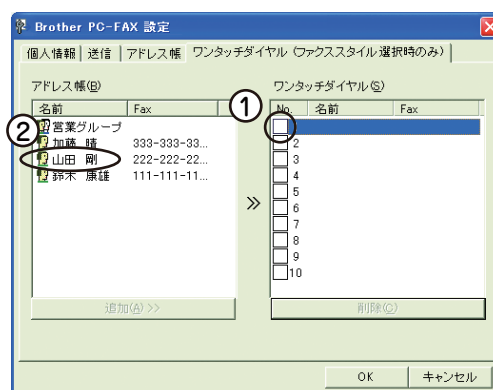 Brother PC-FAX 設定
個人情報 送信 アドレス帳 ワンタッチダイヤル (ファクススタイル選択時のみ)
アドレス帳(B) ワンタッチダイヤル(S)
名前 Fax ① No. 名前 Fax
② 営業グループ
加藤 晴 333-333-33... 2
山田 剛 222-222-22... 3
鈴木 康雄 111-111-11... 4
5
6
7
8
9
10
追加(A) >> 削除(C)
OK キャンセル